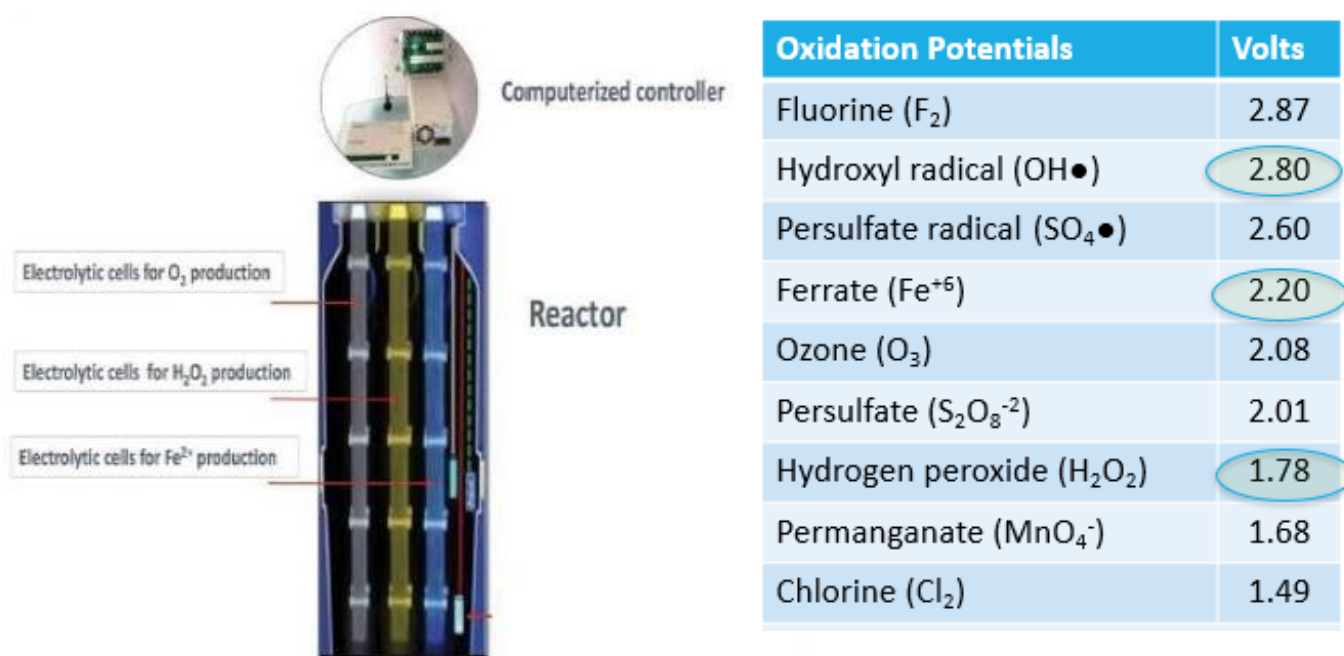 Computerized controller
Electrolytic cells for O₂ production
Reactor
Electrolytic cells for H₂O₂ production
Electrolytic cells for Fe²⁺ production
Oxidation Potentials Volts
Fluorine (F₂) 2.87
Hydroxyl radical (OH●) 2.80
Persulfate radical (SO₄●) 2.60
Ferrate (Fe⁺⁶) 2.20
Ozone (O₃) 2.08
Persulfate (S₂O₈⁻²) 2.01
Hydrogen peroxide (H₂O₂) 1.78
Permanganate (MnO₄⁻) 1.68
Chlorine (Cl₂) 1.49